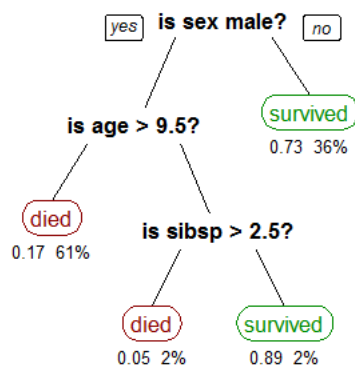 yes is sex male? no
is age > 9.5?
survived
0.73 36%
died
0.17 61%
is sibsp > 2.5?
died survived
0.05 2% 0.89 2%